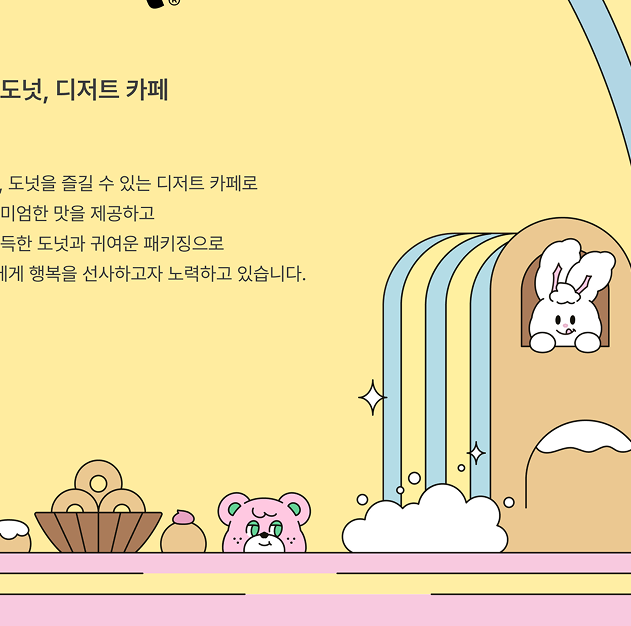 ®
도넛, 디저트 카페
, 도넛을 즐길 수 있는 디저트 카페로
미엄한 맛을 제공하고
득한 도넛과 귀여운 패키징으로
에게 행복을 선사하고자 노력하고 있습니다.